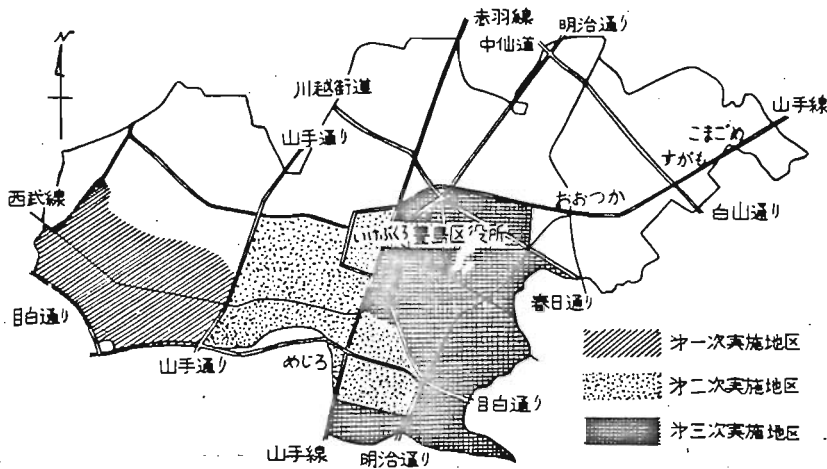 N
赤羽線
中仙道
明治通り
川越街道
山手通り
山手線
こまごめ
すがも
おおつか
白山通り
西武線
いけぶくろ
豊島区役所
春日通り
目白通り
山手通り
めじろ
目白通り
山手線
明治通り
第一次実施地区
第二次実施地区
第三次実施地区